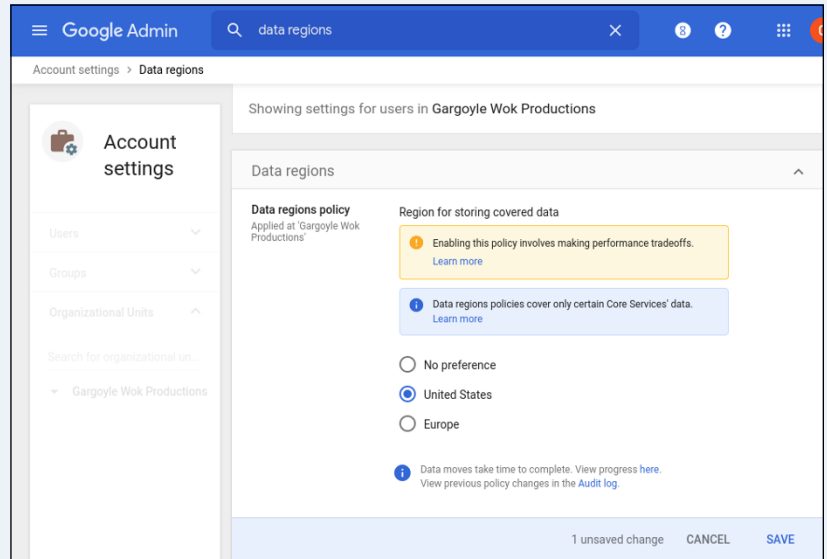 Google Admin
data regions
8
Account settings > Data regions
Account
settings
Users
Groups
Organizational Units
Search for organizational un...
Gargoyle Wok Productions
Showing settings for users in Gargoyle Wok Productions
Data regions
Data regions policy
Applied at 'Gargoyle Wok
Productions'
Region for storing covered data
Enabling this policy involves making performance tradeoffs.
Learn more
Data regions policies cover only certain Core Services' data.
Learn more
No preference
United States
Europe
Data moves take time to complete. View progress here.
View previous policy changes in the Audit log.
1 unsaved change CANCEL SAVE